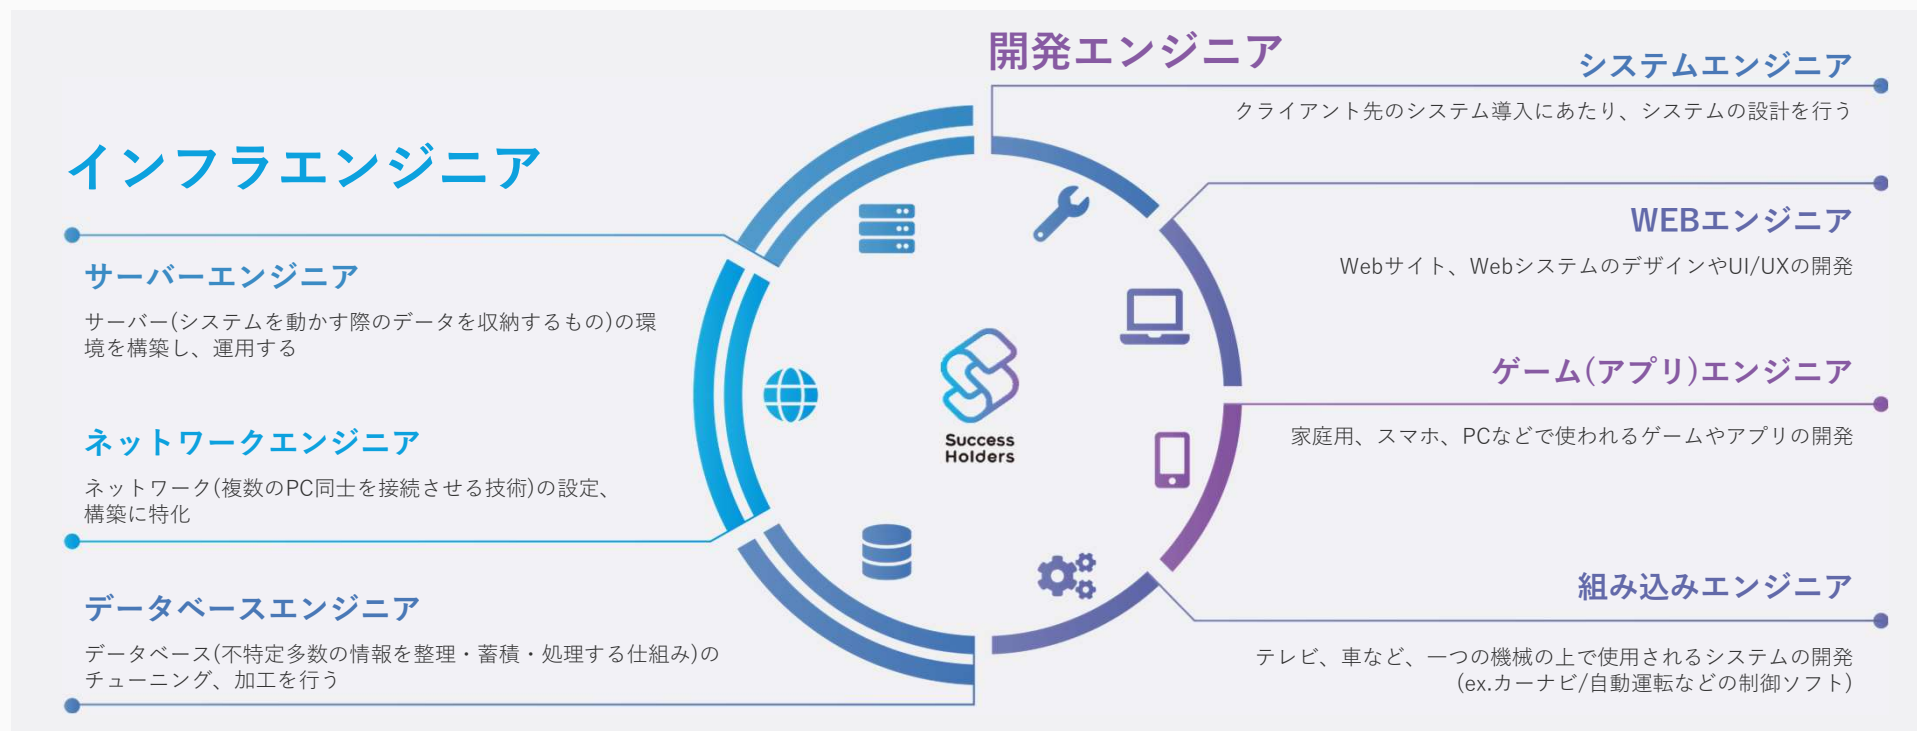 インフラエンジニア
サーバーエンジニア
サーバー(システムを動かす際のデータを収納するもの)の環
境を構築し、運用する
ネットワークエンジニア
ネットワーク(複数のPC同士を接続させる技術)の設定、
構築に特化
データベースエンジニア
データベース(不特定多数の情報を整理・蓄積・処理する仕組み)の
チューニング、加工を行う
Success
Holders
開発エンジニア
システムエンジニア
クライアント先のシステム導入にあたり、システムの設計を行う
WEBエンジニア
Webサイト、WebシステムのデザインやUI/UXの開発
ゲーム(アプリ)エンジニア
家庭用、スマホ、PCなどで使われるゲームやアプリの開発
組み込みエンジニア
テレビ、車など、一つの機械の上で使用されるシステムの開発
(ex.カーナビ/自動運転などの制御ソフト)